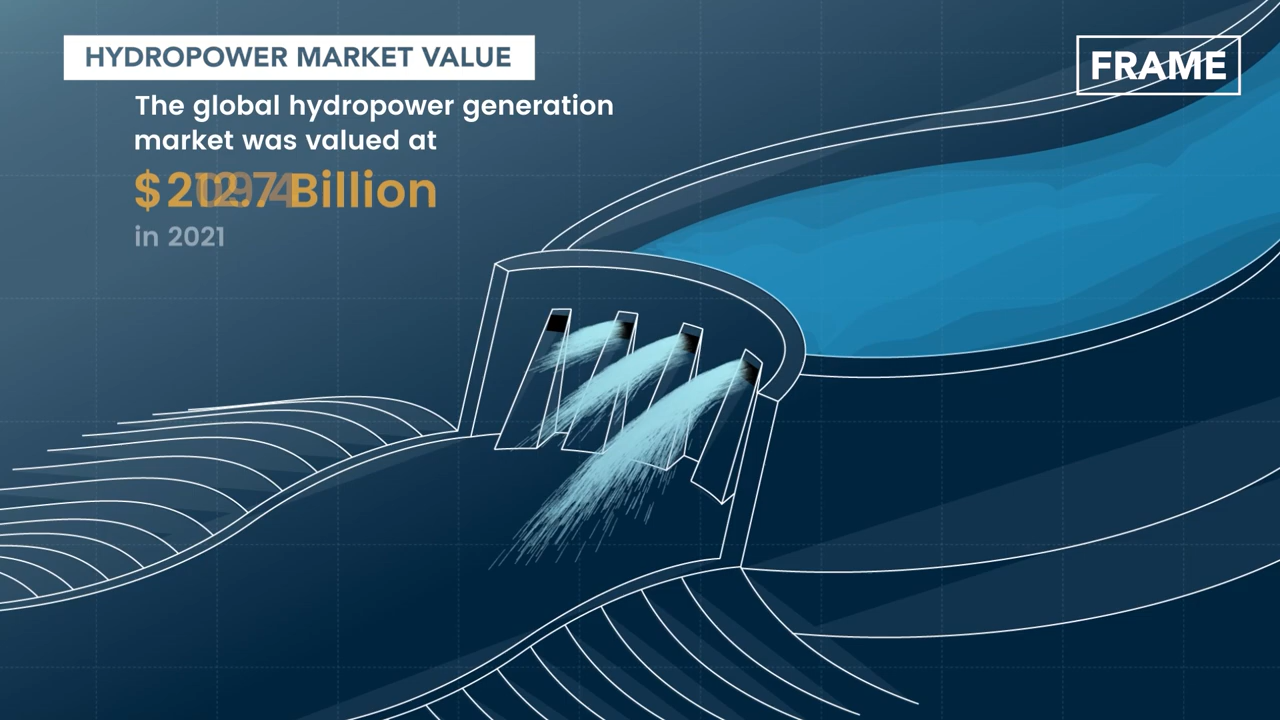 HYDROPOWER MARKET VALUE
FRAME
The global hydropower generation
market was valued at
$ Billion
in 2021